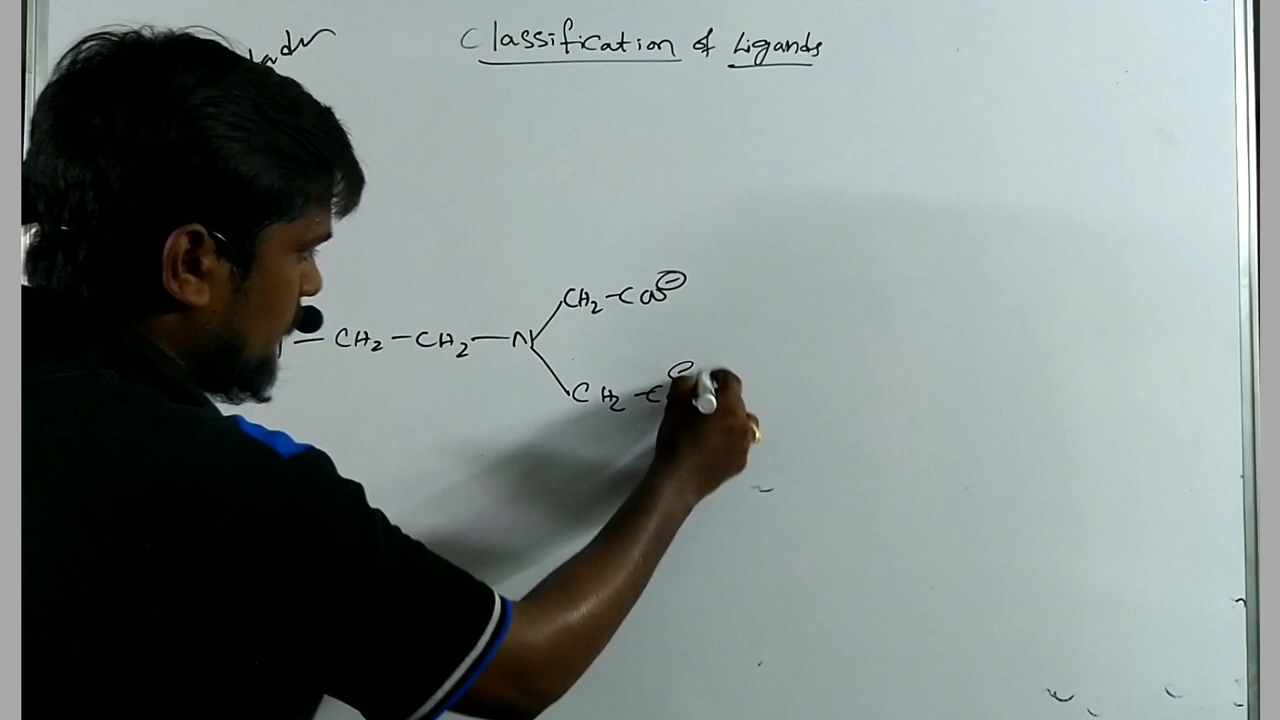 Classification of Ligands
CH2-COO⊖
- CH2 - CH2 - N
CH2 - C